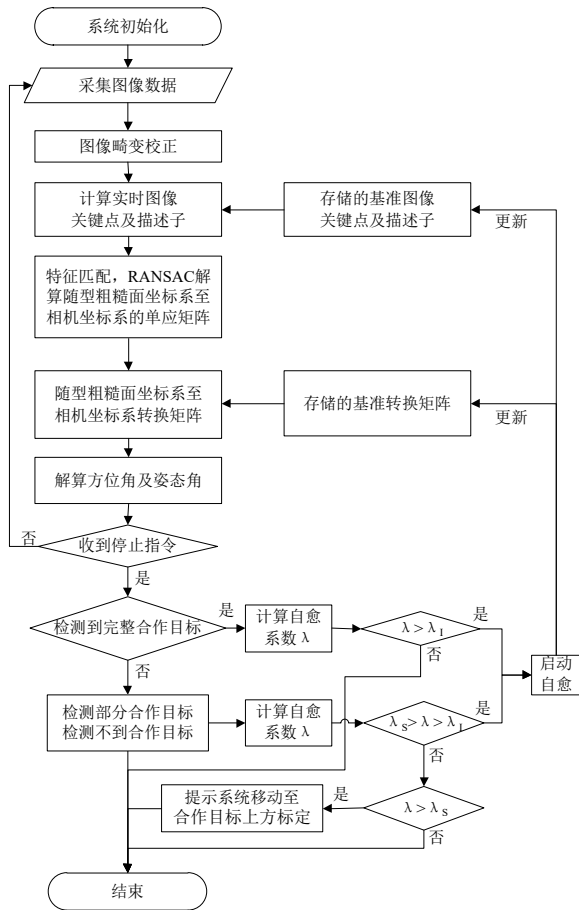 系统初始化
采集图像数据
图像畸变校正
计算实时图像
关键点及描述子
存储的基准图像
关键点及描述子
更新
特征匹配，RANSAC解
算随型粗糙面坐标系至
相机坐标系的单应矩阵
随型粗糙面坐标系至
相机坐标系转换矩阵
存储的基准转换矩阵
更新
解算方位角及姿态角
否
收到停止指令
是
检测到完整合作目标
是
计算自愈
系数 λ
λ > λI
是
否
启动
自愈
否
检测部分合作目标
检测不到合作目标
计算自愈
系数 λ
λS > λ > λI
是
否
提示系统移动至
合作目标上方标定
是
λ > λS
否
结束